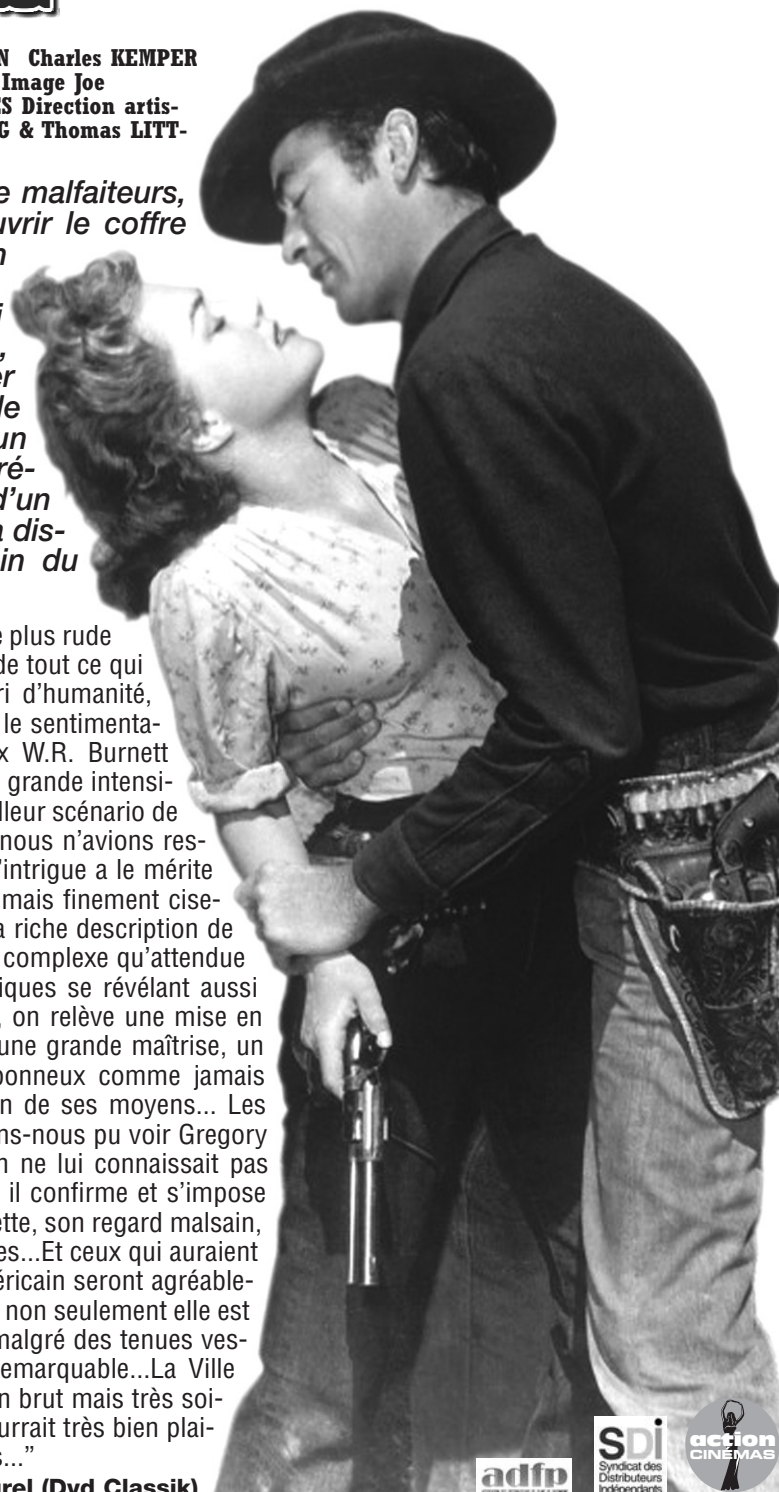 N Charles KEMPER
Image Joe
ES Direction artis-
G & Thomas LITT-
e malfaiteurs,
uvrir le coffre
n
i
,
er
le
un
ré-
d'un
a dis-
in du
e plus rude
de tout ce qui
ri d'humanité,
le sentimenta-
x W.R. Burnett
grande intensi-
lleur scénario de
nous n'avions res-
'intrigue a le mérite
mais finement cise-
a riche description de
complexe qu'attendue
iques se révélant aussi
, on relève une mise en
une grande maîtrise, un
bonneux comme jamais
n de ses moyens... Les
ns-nous pu voir Gregory
n ne lui connaissait pas
il confirme et s'impose
ette, son regard malsain,
es...Et ceux qui auraient
éricain seront agréable-
non seulement elle est
malgré des tenues ves-
emarquable...La Ville
n brut mais très soi-
urrait très bien plai-
s..."
urel (Dvd Classik)
adfp
SDI
Syndicat des
Distributeurs
Indépendants
action
CINÉMAS